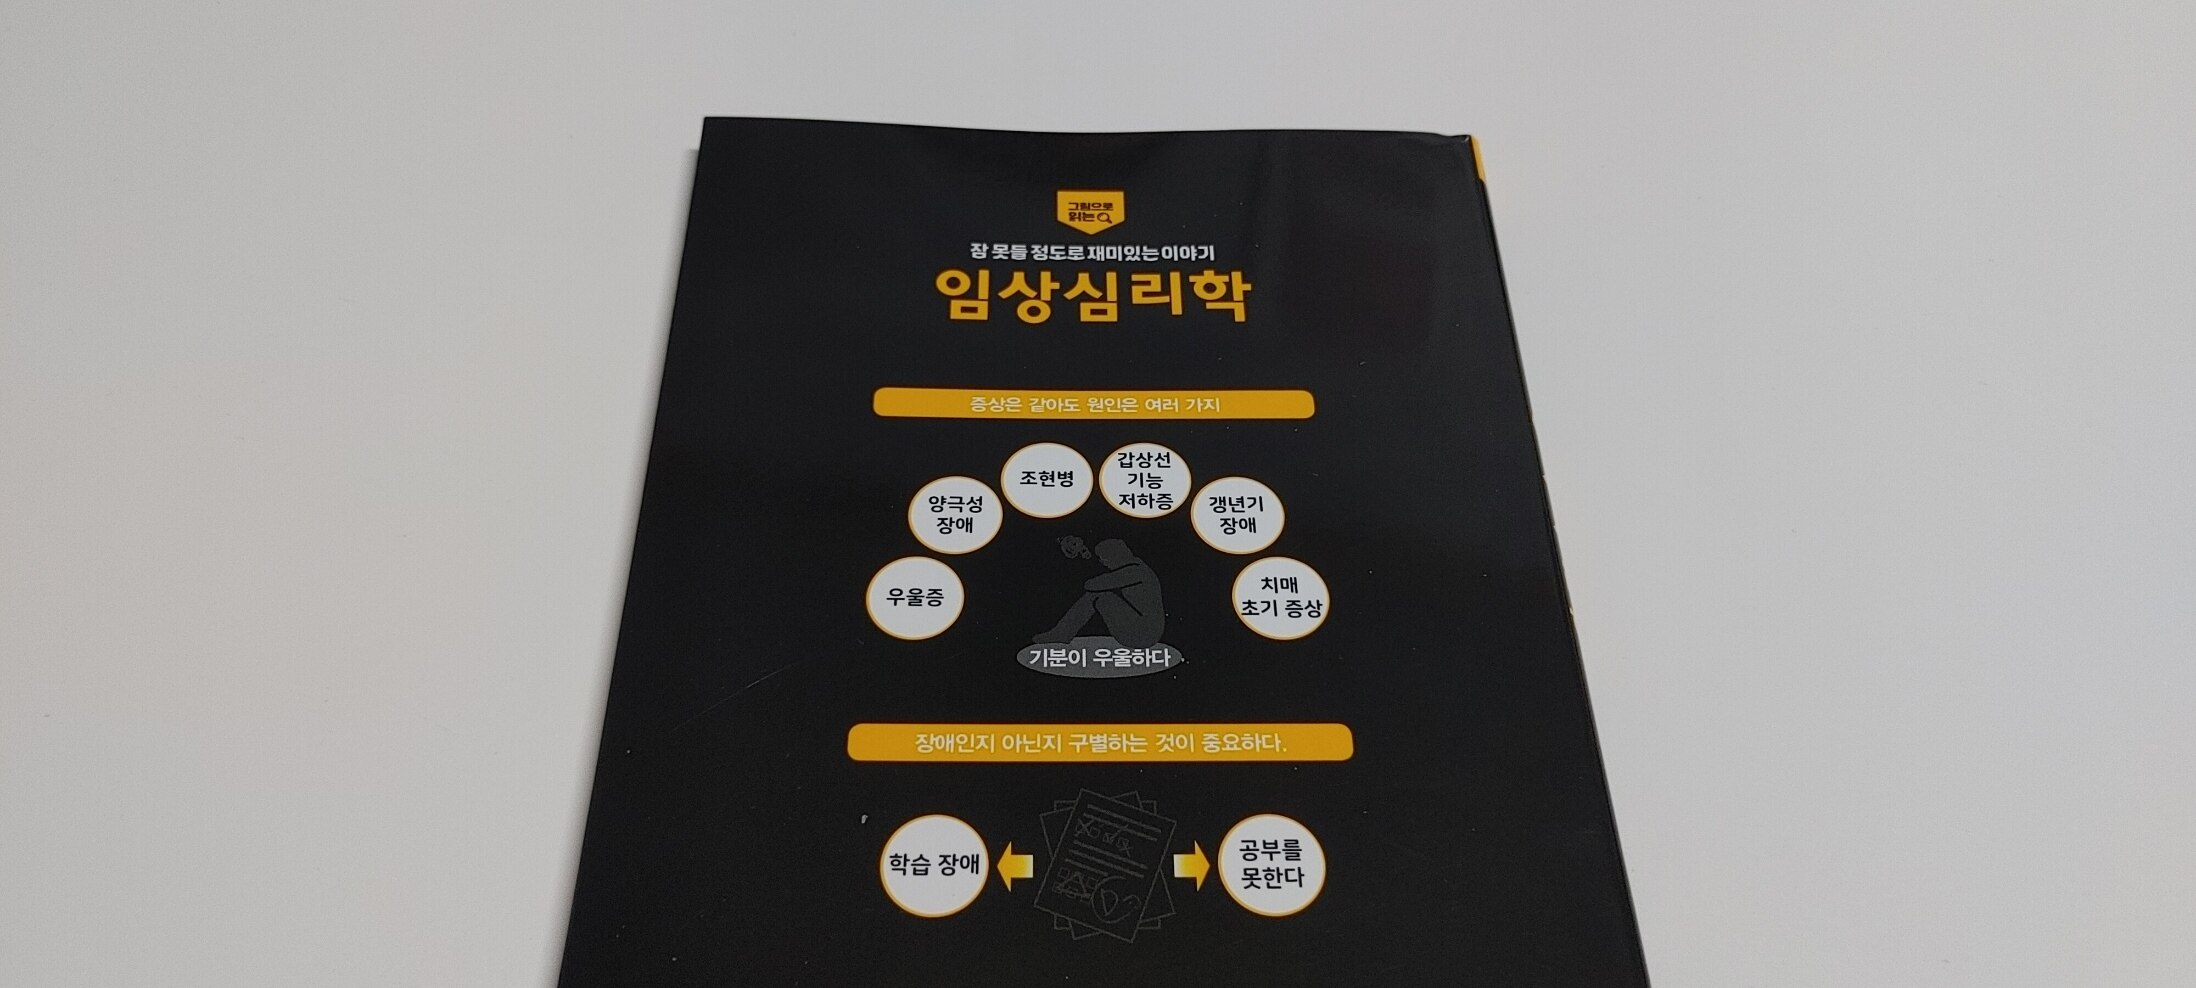 그림으로
읽는
잠 못들 정도로 재미있는 이야기
임상심리학
증상은 같아도 원인은 여러 가지
우울증
양극성
장애
조현병
갑상선
기능
저하증
갱년기
장애
치매
초기 증상
기분이 우울하다
장애인지 아닌지 구별하는 것이 중요하다.
학습 장애
공부를
못한다